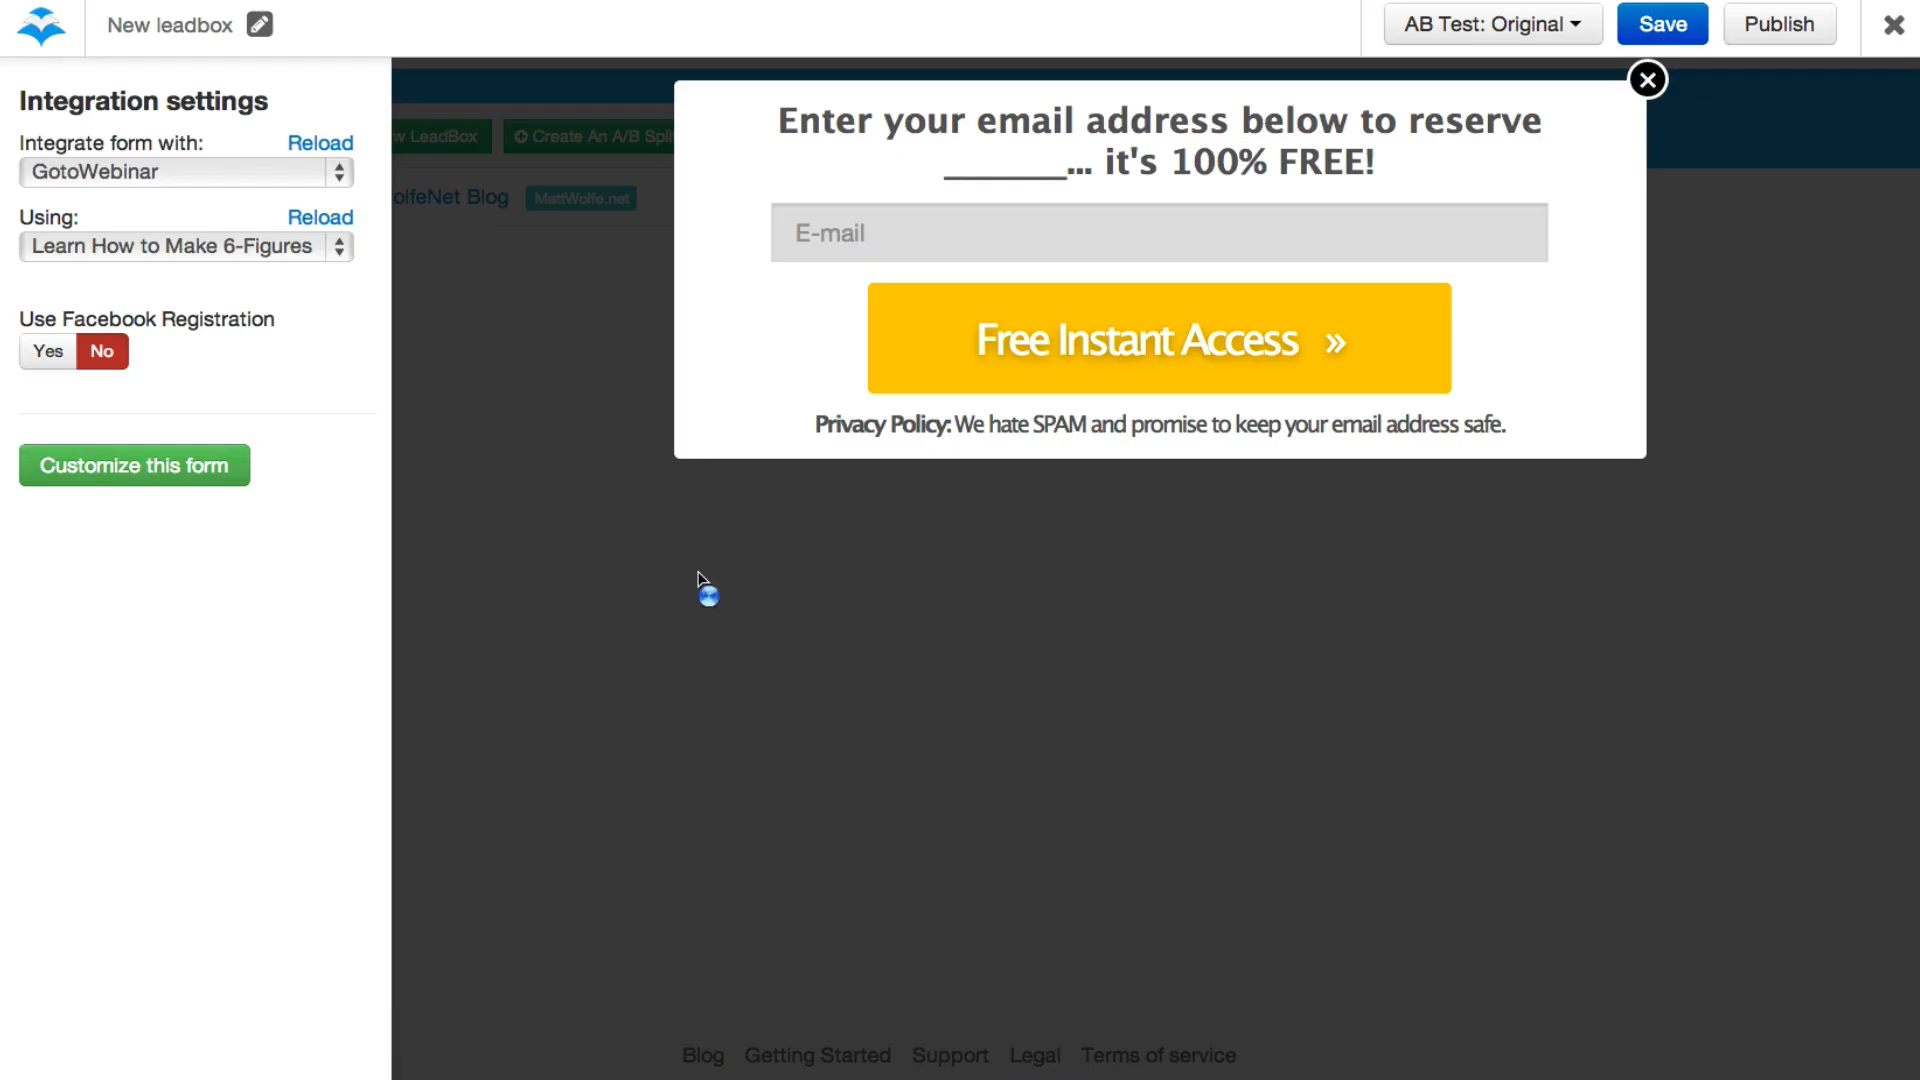 New leadbox
AB Test: Original
Save
Publish
Integration settings
Integrate form with:
Reload
GotoWebinar
Using:
Reload
Learn How to Make 6-Figures
Use Facebook Registration
Yes
No
Customize this form
w LeadBox
Create An A/B Spli
olfeNet Blog
MattWolfe.net
Enter your email address below to reserve
_______... it's 100% FREE!
E-mail
Free Instant Access »
Privacy Policy: We hate SPAM and promise to keep your email address safe.
Blog Getting Started Support Legal Terms of service